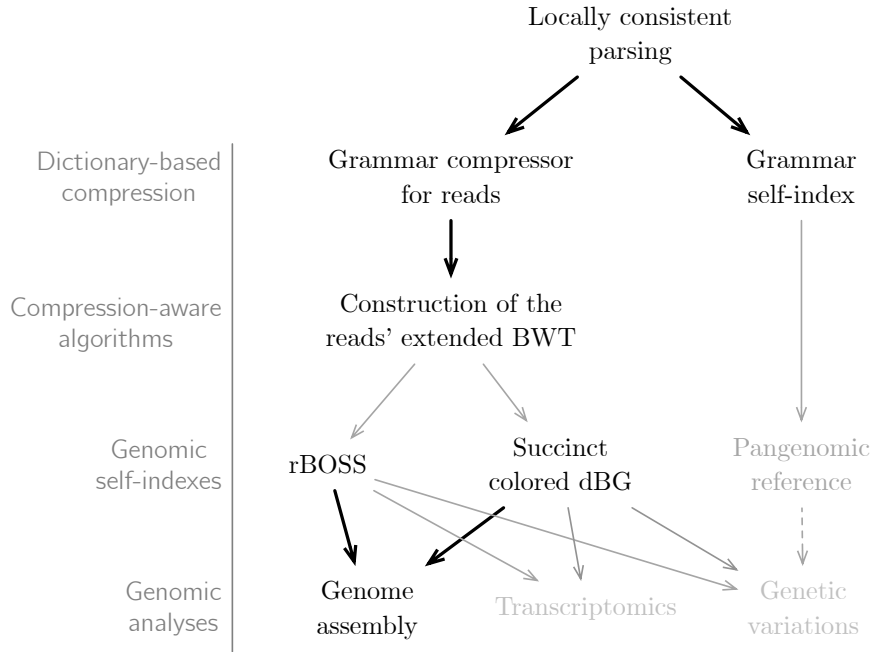 Locally consistent
parsing
Dictionary-based
compression
Grammar compressor
for reads
Grammar
self-index
Compression-aware
algorithms
Construction of the
reads' extended BWT
Genomic
self-indexes
rBOSS
Succinct
colored dBG
Pangenomic
reference
Genomic
analyses
Genome
assembly
Transcriptomics
Genetic
variations